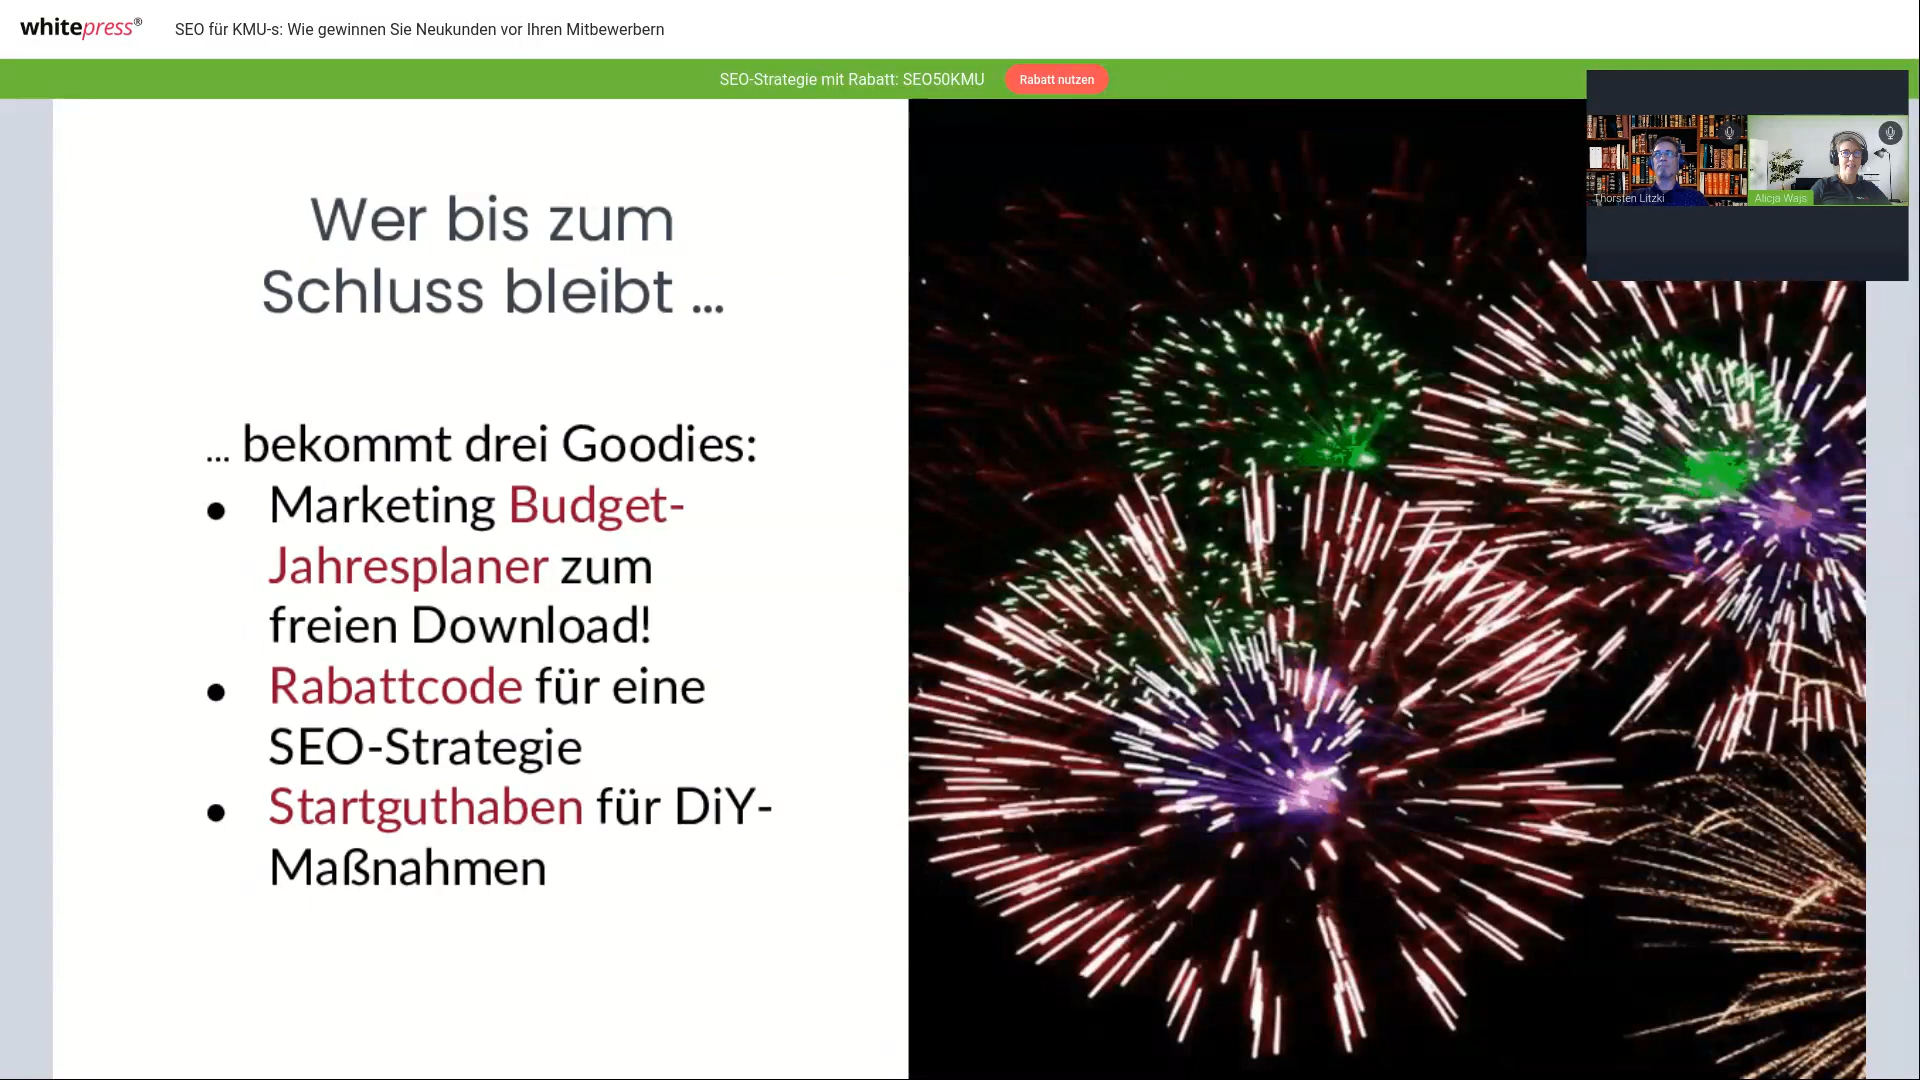 whitepress®
SEO für KMU-s: Wie gewinnen Sie Neukunden vor Ihren Mitbewerbern
SEO-Strategie mit Rabatt: SEO50KMU
Rabatt nutzen
Thorsten Litzki
Alicja Wajs
Wer bis zum
Schluss bleibt ...
... bekommt drei Goodies:
● Marketing Budget-
Jahresplaner zum
freien Download!
● Rabattcode für eine
SEO-Strategie
● Startguthaben für DiY-
Maßnahmen